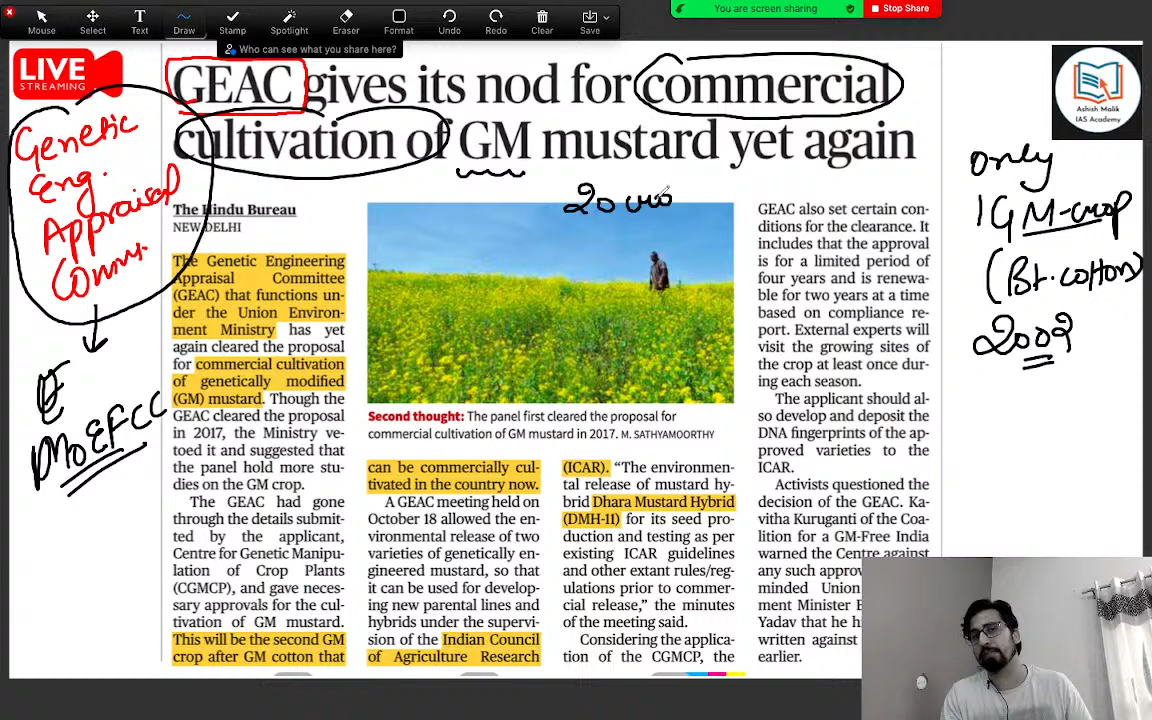 Mouse
Select
Text
Draw
Stamp
Spotlight
Eraser
Format
Undo
Redo
Clear
Save
You are screen sharing
Stop Share
Who can see what you share here?
LIVE
STREAMING
GEAC gives its nod for commercial
cultivation of GM mustard yet again
Ashish Malik
IAS Academy
Genetic
Eng.
Appraisal
Comm.
MoEFCC
only
1 GM-crop
(Bt. cotton)
2002
The Hindu Bureau
NEW DELHI
The Genetic Engineering
Appraisal Committee
(GEAC) that functions un-
der the Union Environ-
ment Ministry has yet
again cleared the proposal
for commercial cultivation
of genetically modified
(GM) mustard. Though the
GEAC cleared the proposal
in 2017, the Ministry ve-
toed it and suggested that
the panel hold more stu-
dies on the GM crop.
The GEAC had gone
through the details submit-
ted by the applicant,
Centre for Genetic Manipu-
lation of Crop Plants
(CGMCP), and gave neces-
sary approvals for the cul-
tivation of GM mustard.
This will be the second GM
crop after GM cotton that
Second thought: The panel first cleared the proposal for
commercial cultivation of GM mustard in 2017. M. SATHYAMOORTHY
can be commercially cul-
tivated in the country now.
A GEAC meeting held on
October 18 allowed the en-
vironmental release of two
varieties of genetically en-
gineered mustard, so that
it can be used for developing
new parental lines and
hybrids under the supervi-
sion of the Indian Council
of Agriculture Research
(ICAR). “The environmen-
tal release of mustard hy-
brid Dhara Mustard Hybrid
(DMH-11) for its seed pro-
duction and testing as per
existing ICAR guidelines
and other extant rules/reg-
ulations prior to commer-
cial release,” the minutes
of the meeting said.
Considering the applica-
tion of the CGMCP, the
GEAC also set certain con-
ditions for the clearance. It
includes that the approval
is for a limited period of
four years and is renewa-
ble for two years at a time
based on compliance re-
port. External experts will
visit the growing sites of
the crop at least once dur-
ing each season.
The applicant should al-
so develop and deposit the
DNA fingerprints of the ap-
proved varieties to the
ICAR.
Activists questioned the
decision of the GEAC. Ka-
vitha Kuruganti of the Coa-
lition for a GM-Free India
warned the Centre against
any such approv
minded Union
ment Minister
Yadav that he h
written against
earlier.